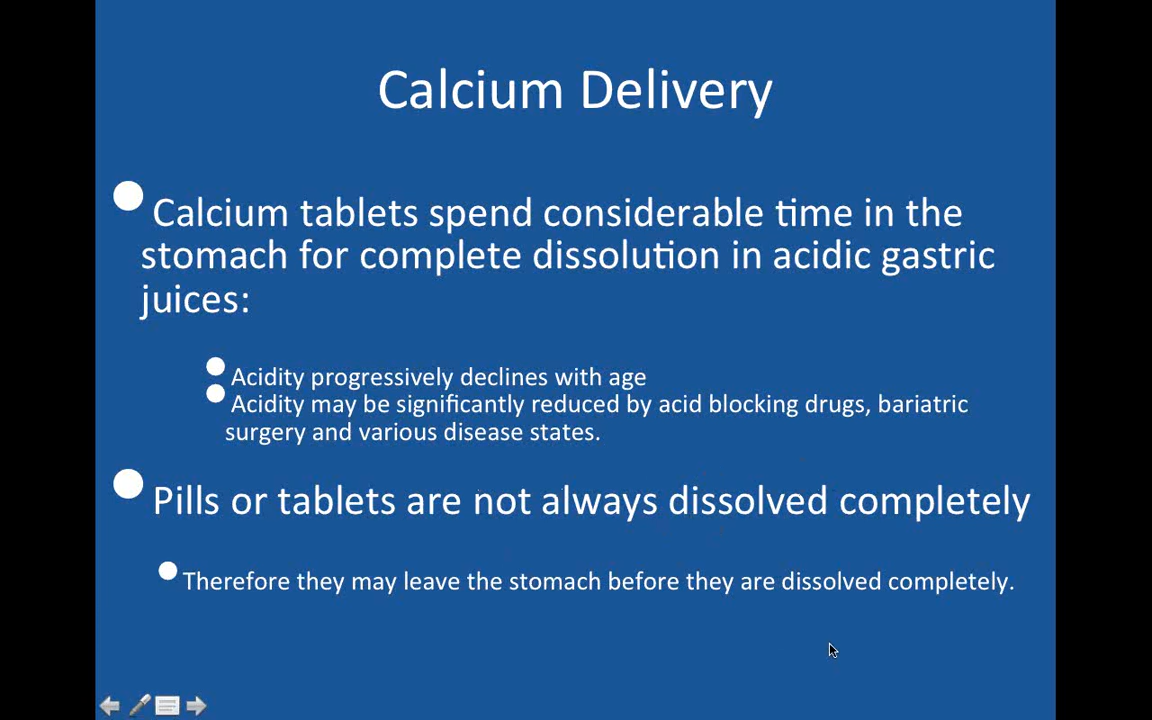 Calcium Delivery
Calcium tablets spend considerable time in the
stomach for complete dissolution in acidic gastric
juices:
Acidity progressively declines with age
Acidity may be significantly reduced by acid blocking drugs, bariatric
surgery and various disease states.
Pills or tablets are not always dissolved completely
Therefore they may leave the stomach before they are dissolved completely.